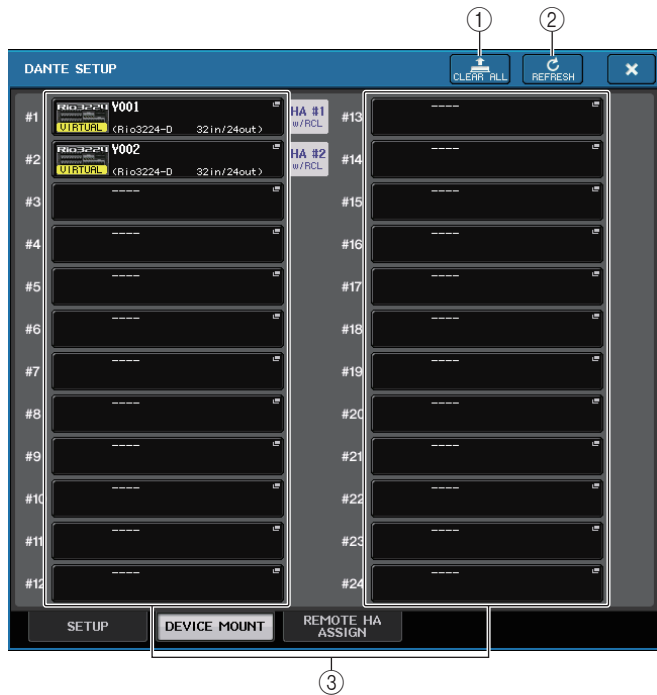 ① ②
DANTE SETUP CLEAR ALL REFRESH
#1 Rio3224 VIRTUAL Y001 (Rio3224-D 32in/24out) HA #1 w/RCL #13 ----
#2 Rio3224 VIRTUAL Y002 (Rio3224-D 32in/24out) HA #2 w/RCL #14 ----
#3 ---- #15 ----
#4 ---- #16 ----
#5 ---- #17 ----
#6 ---- #18 ----
#7 ---- #19 ----
#8 ---- #20 ----
#9 ---- #21 ----
#10 ---- #22 ----
#11 ---- #23 ----
#12 ---- #24 ----
SETUP DEVICE MOUNT REMOTE HA ASSIGN
③